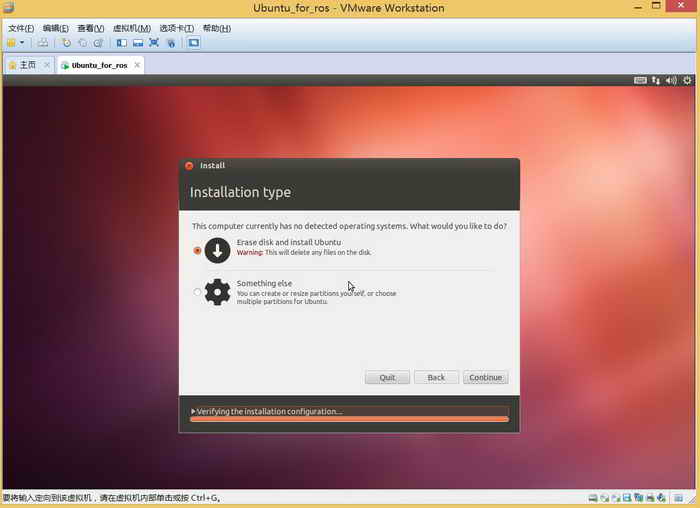 Ubuntu_for_ros - VMware Workstation
文件(F) 编辑(E) 查看(V) 虚拟机(M) 选项卡(T) 帮助(H)
主页 Ubuntu_for_ros
Install
Installation type
This computer currently has no detected operating systems. What would you like to do?
Erase disk and install Ubuntu
Warning: This will delete any files on the disk.
Something else
You can create or resize partitions yourself, or choose
multiple partitions for Ubuntu.
Quit Back Continue
Verifying the installation configuration...
要将输入定向到该虚拟机，请在虚拟机内部单击或按 Ctrl+G。